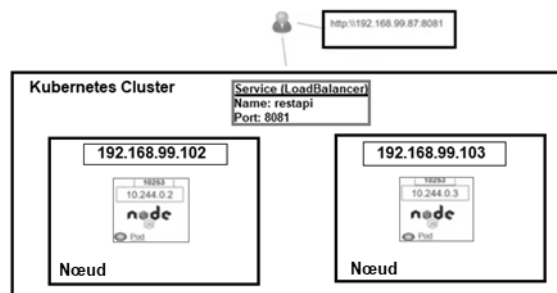 http:\\192.168.99.87:8081
Kubernetes Cluster
Service (LoadBalancer)
Name: restapi
Port: 8081
192.168.99.102
10253
10.244.0.2
node
Pod
Nœud
192.168.99.103
10253
10.244.0.3
node
Pod
Nœud